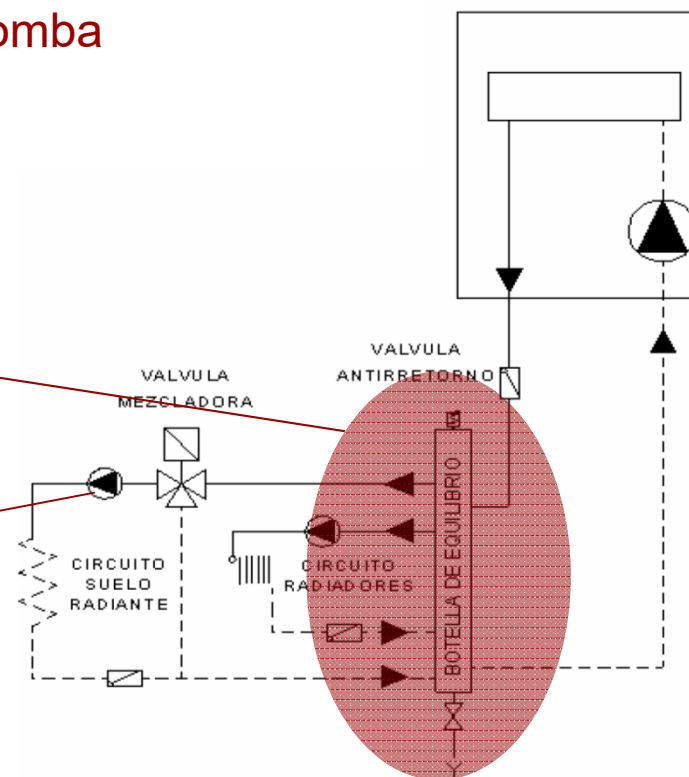 omba
VALVULA
ANTIRRETORNO
VALVULA
MEZCLADORA
BOTELLA DE EQUILIBRIO
CIRCUITO
RADIADORES
CIRCUITO
SUELO
RADIANTE